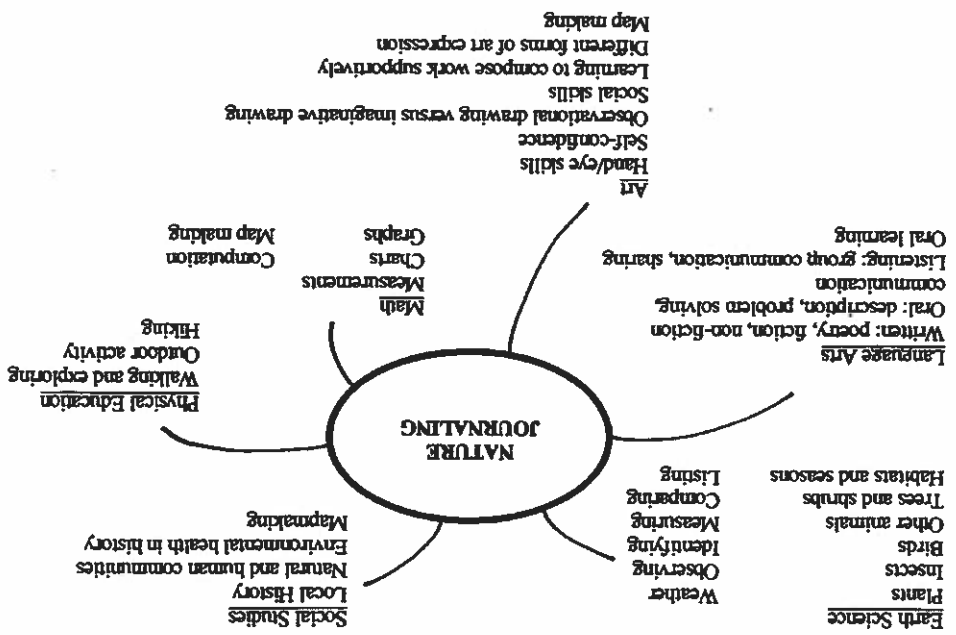 Earth Science
Plants
Insects
Birds
Other animals
Trees and shrubs
Habitats and seasons
Weather
Observing
Identifying
Measuring
Comparing
Listing
Social Studies
Local History
Natural and human communities
Environmental health in history
Mapmaking
NATURE
JOURNALING
Language Arts
Written: poetry, fiction, non-fiction
Oral: description, problem solving,
communication
Listening: group communication, sharing
Oral learning
Physical Education
Walking and exploring
Outdoor activity
Hiking
Math
Measurements
Charts
Graphs
Computation
Map making
Art
Hand/eye skills
Self-confidence
Observational drawing versus imaginative drawing
Social skills
Learning to compose work supportively
Different forms of art expression
Map making